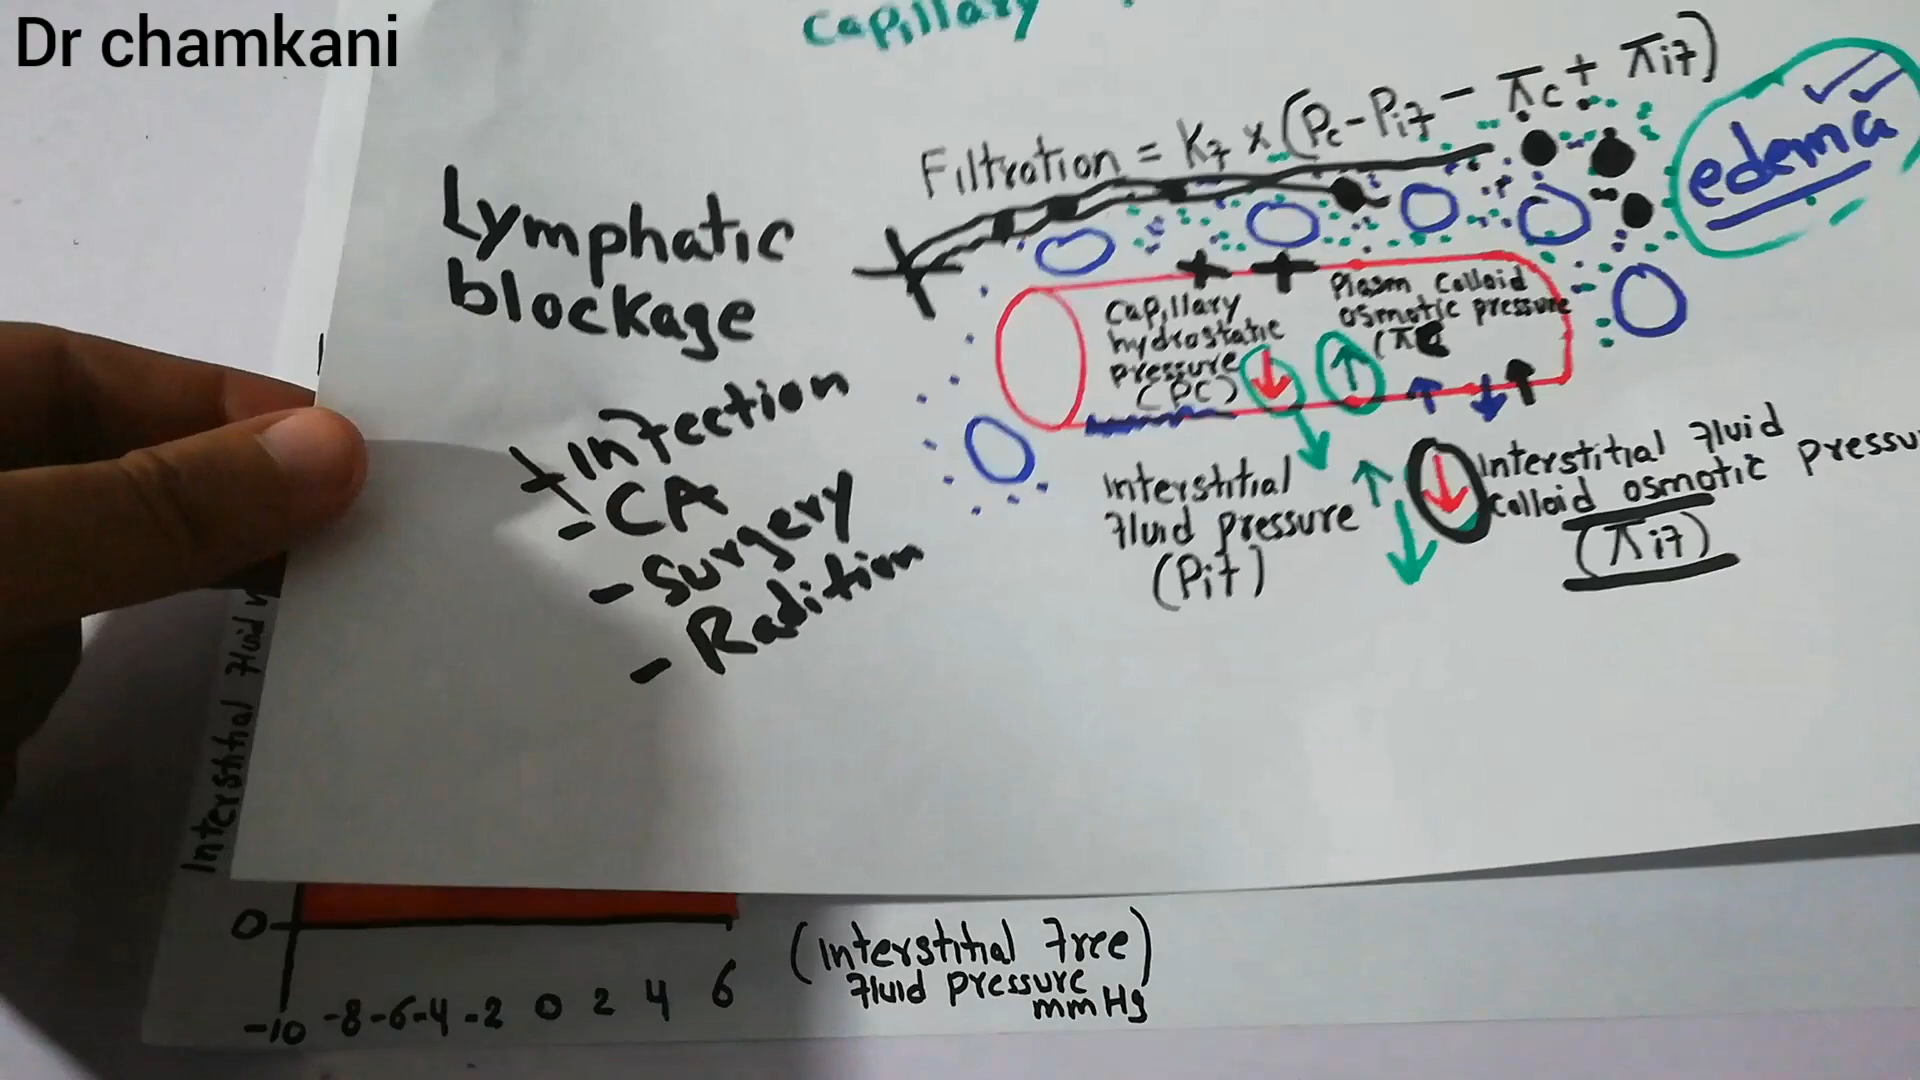 Dr chamkani
Capillary
Filtration = Kf x (Pc - Pif - πc + πif)
edema
Lymphatic
blockage
Infection
- CA
- Surgery
- Radition
Capillary
hydrostatic
pressure
(PC)
Plasm Colloid
osmotic pressure
Interstitial
fluid pressure
(Pif)
Interstitial fluid
Colloid osmotic
(πif)
Interstitial fluid
0
-10 -8 -6 -4 -2 0 2 4 6
(Interstitial free)
fluid pressure
mmHg